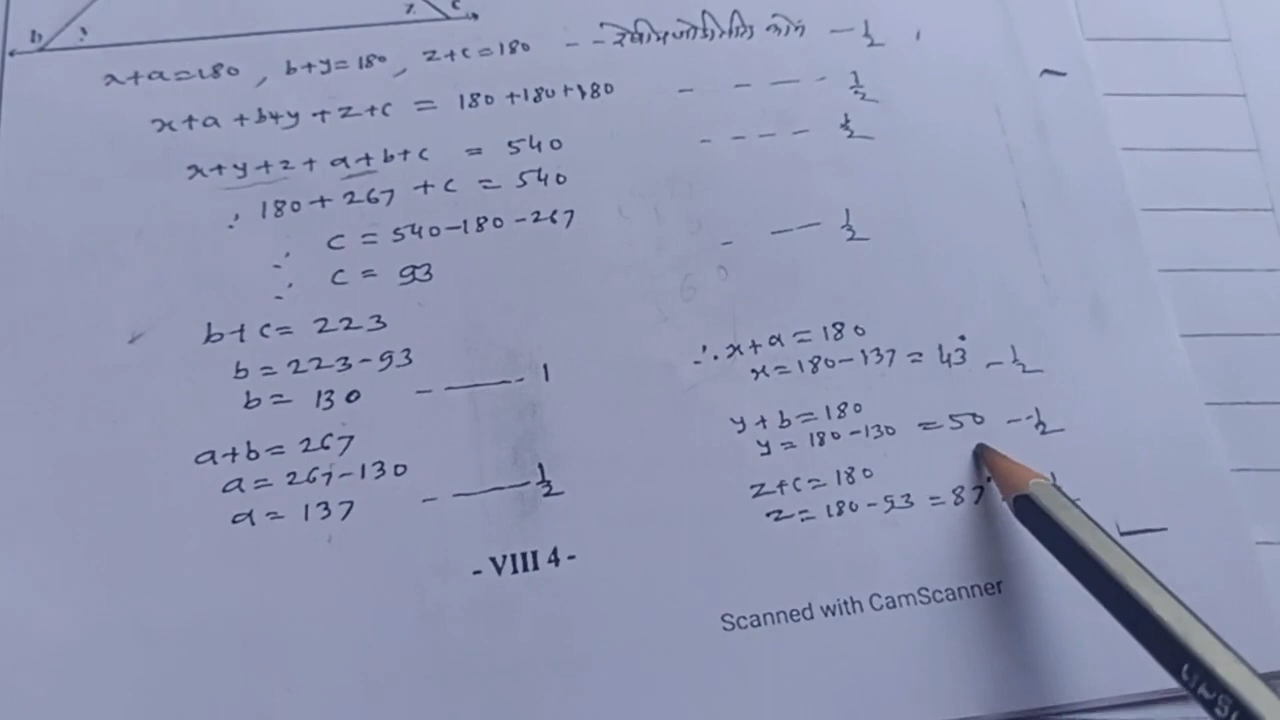 b
z c
x+a=180, b+y=180, z+c=180 - - रेषीय जोडीतील कोन - 1/2
x+a+b+y+z+c = 180+180+180 - - - - 1/2
x+y+z+a+b+c = 540 - - - - 1/2
∴ 180+267+c = 540
∴ c = 540-180-267
∴ c = 93 - - - 1/2
b+c= 223
b= 223-93
b= 130 - - - 1
a+b= 267
a= 267-130
a= 137 - - - 1/2
∴ x+a=180
x=180-137= 43° - 1/2
y+b=180
y= 180-130 =50 - - 1/2
z+c=180
z= 180-93 =87°
- VIII 4 -
Scanned with CamScanner